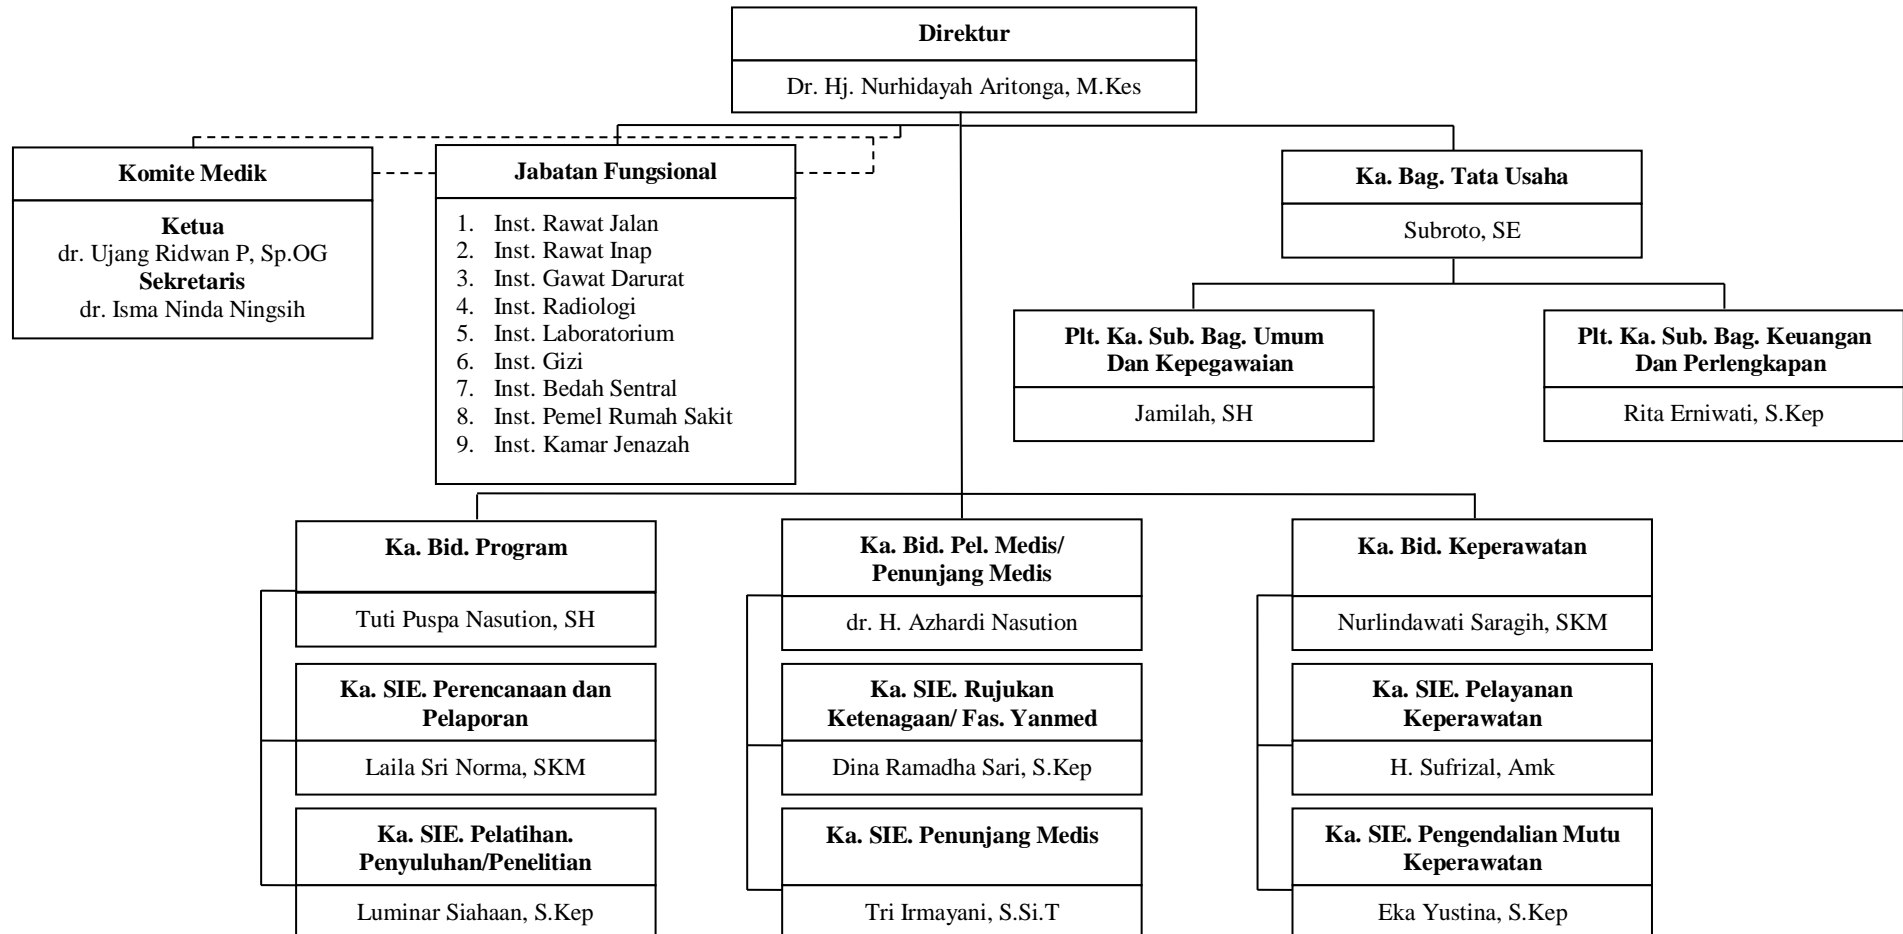 Direktur
Dr. Hj. Nurhidayah Aritonga, M.Kes
Komite Medik
Ketua
dr. Ujang Ridwan P, Sp.OG
Sekretaris
dr. Isma Ninda Ningsih
Jabatan Fungsional
1. Inst. Rawat Jalan
2. Inst. Rawat Inap
3. Inst. Gawat Darurat
4. Inst. Radiologi
5. Inst. Laboratorium
6. Inst. Gizi
7. Inst. Bedah Sentral
8. Inst. Pemel Rumah Sakit
9. Inst. Kamar Jenazah
Ka. Bag. Tata Usaha
Subroto, SE
Plt. Ka. Sub. Bag. Umum
Dan Kepegawaian
Jamilah, SH
Plt. Ka. Sub. Bag. Keuangan
Dan Perlengkapan
Rita Erniwati, S.Kep
Ka. Bid. Program
Tuti Puspa Nasution, SH
Ka. SIE. Perencanaan dan
Pelaporan
Laila Sri Norma, SKM
Ka. SIE. Pelatihan.
Penyuluhan/Penelitian
Luminar Siahaan, S.Kep
Ka. Bid. Pel. Medis/
Penunjang Medis
dr. H. Azhardi Nasution
Ka. SIE. Rujukan
Ketenagaan/ Fas. Yanmed
Dina Ramadha Sari, S.Kep
Ka. SIE. Penunjang Medis
Tri Irmayani, S.Si.T
Ka. Bid. Keperawatan
Nurlindawati Saragih, SKM
Ka. SIE. Pelayanan
Keperawatan
H. Sufrizal, Amk
Ka. SIE. Pengendalian Mutu
Keperawatan
Eka Yustina, S.Kep